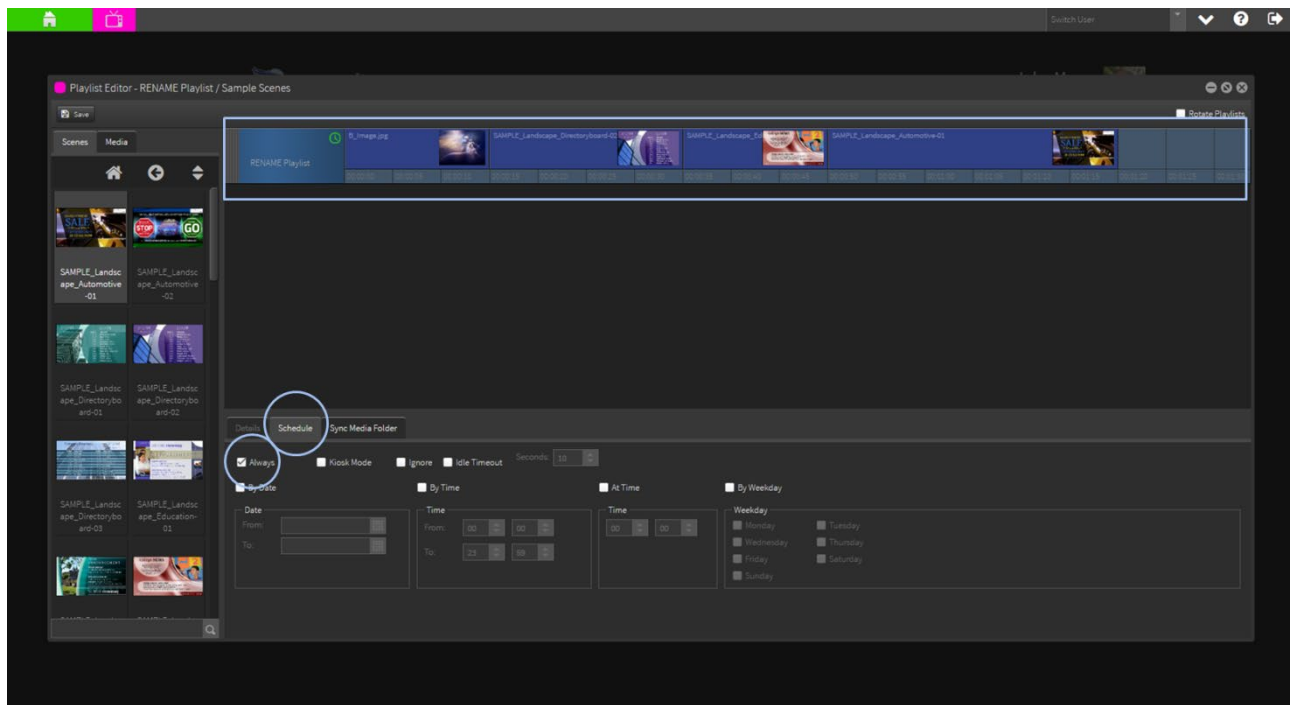 Switch User
Playlist Editor - RENAME Playlist / Sample Scenes
Save
Rotate Playlists
Scenes
Media
RENAME Playlist
SAMPLE_Landscape_Directoryboard-02
SAMPLE_Landscape_Automotive-01
SALE
STOP
GO
SAMPLE_Landsc
ape_Automotive
-01
SAMPLE_Landsc
ape_Automotive
-02
SAMPLE_Landsc
ape_Directorybo
ard-01
SAMPLE_Landsc
ape_Directorybo
ard-02
SAMPLE_Landsc
ape_Directorybo
ard-03
SAMPLE_Landsc
ape_Education-
01
Details
Schedule
Sync Media Folder
Always
Kiosk Mode
Ignore
Idle Timeout
Seconds: 10
By Date
By Time
At Time
By Weekday
Date
From:
To:
Time
From: 00 00
To: 23 59
Time
00 00
Weekday
Monday
Tuesday
Wednesday
Thursday
Friday
Saturday
Sunday